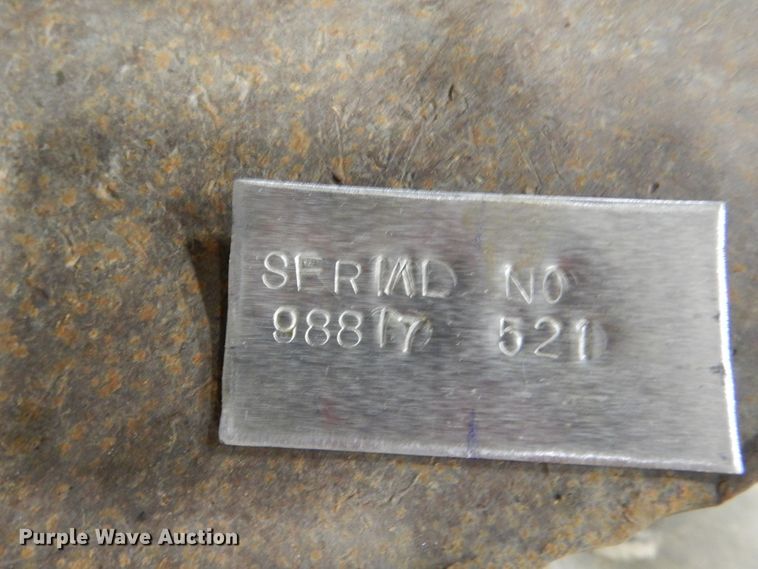 SERIAL NO
98817 521
Purple Wave Auction